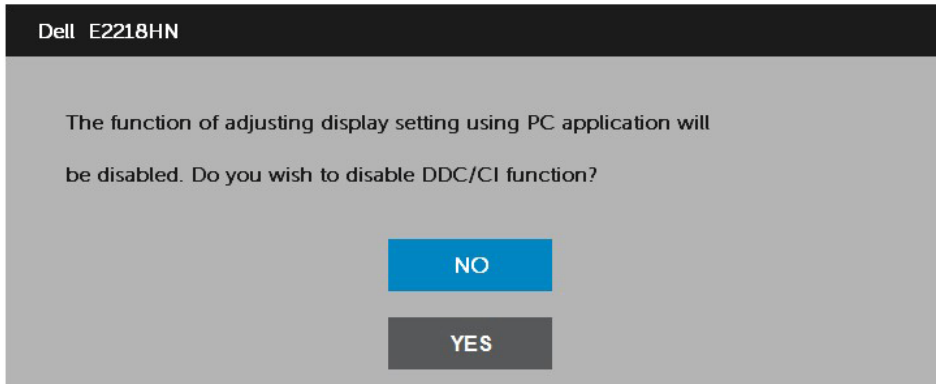 Dell E2218HN
The function of adjusting display setting using PC application will
be disabled. Do you wish to disable DDC/CI function?
NO
YES